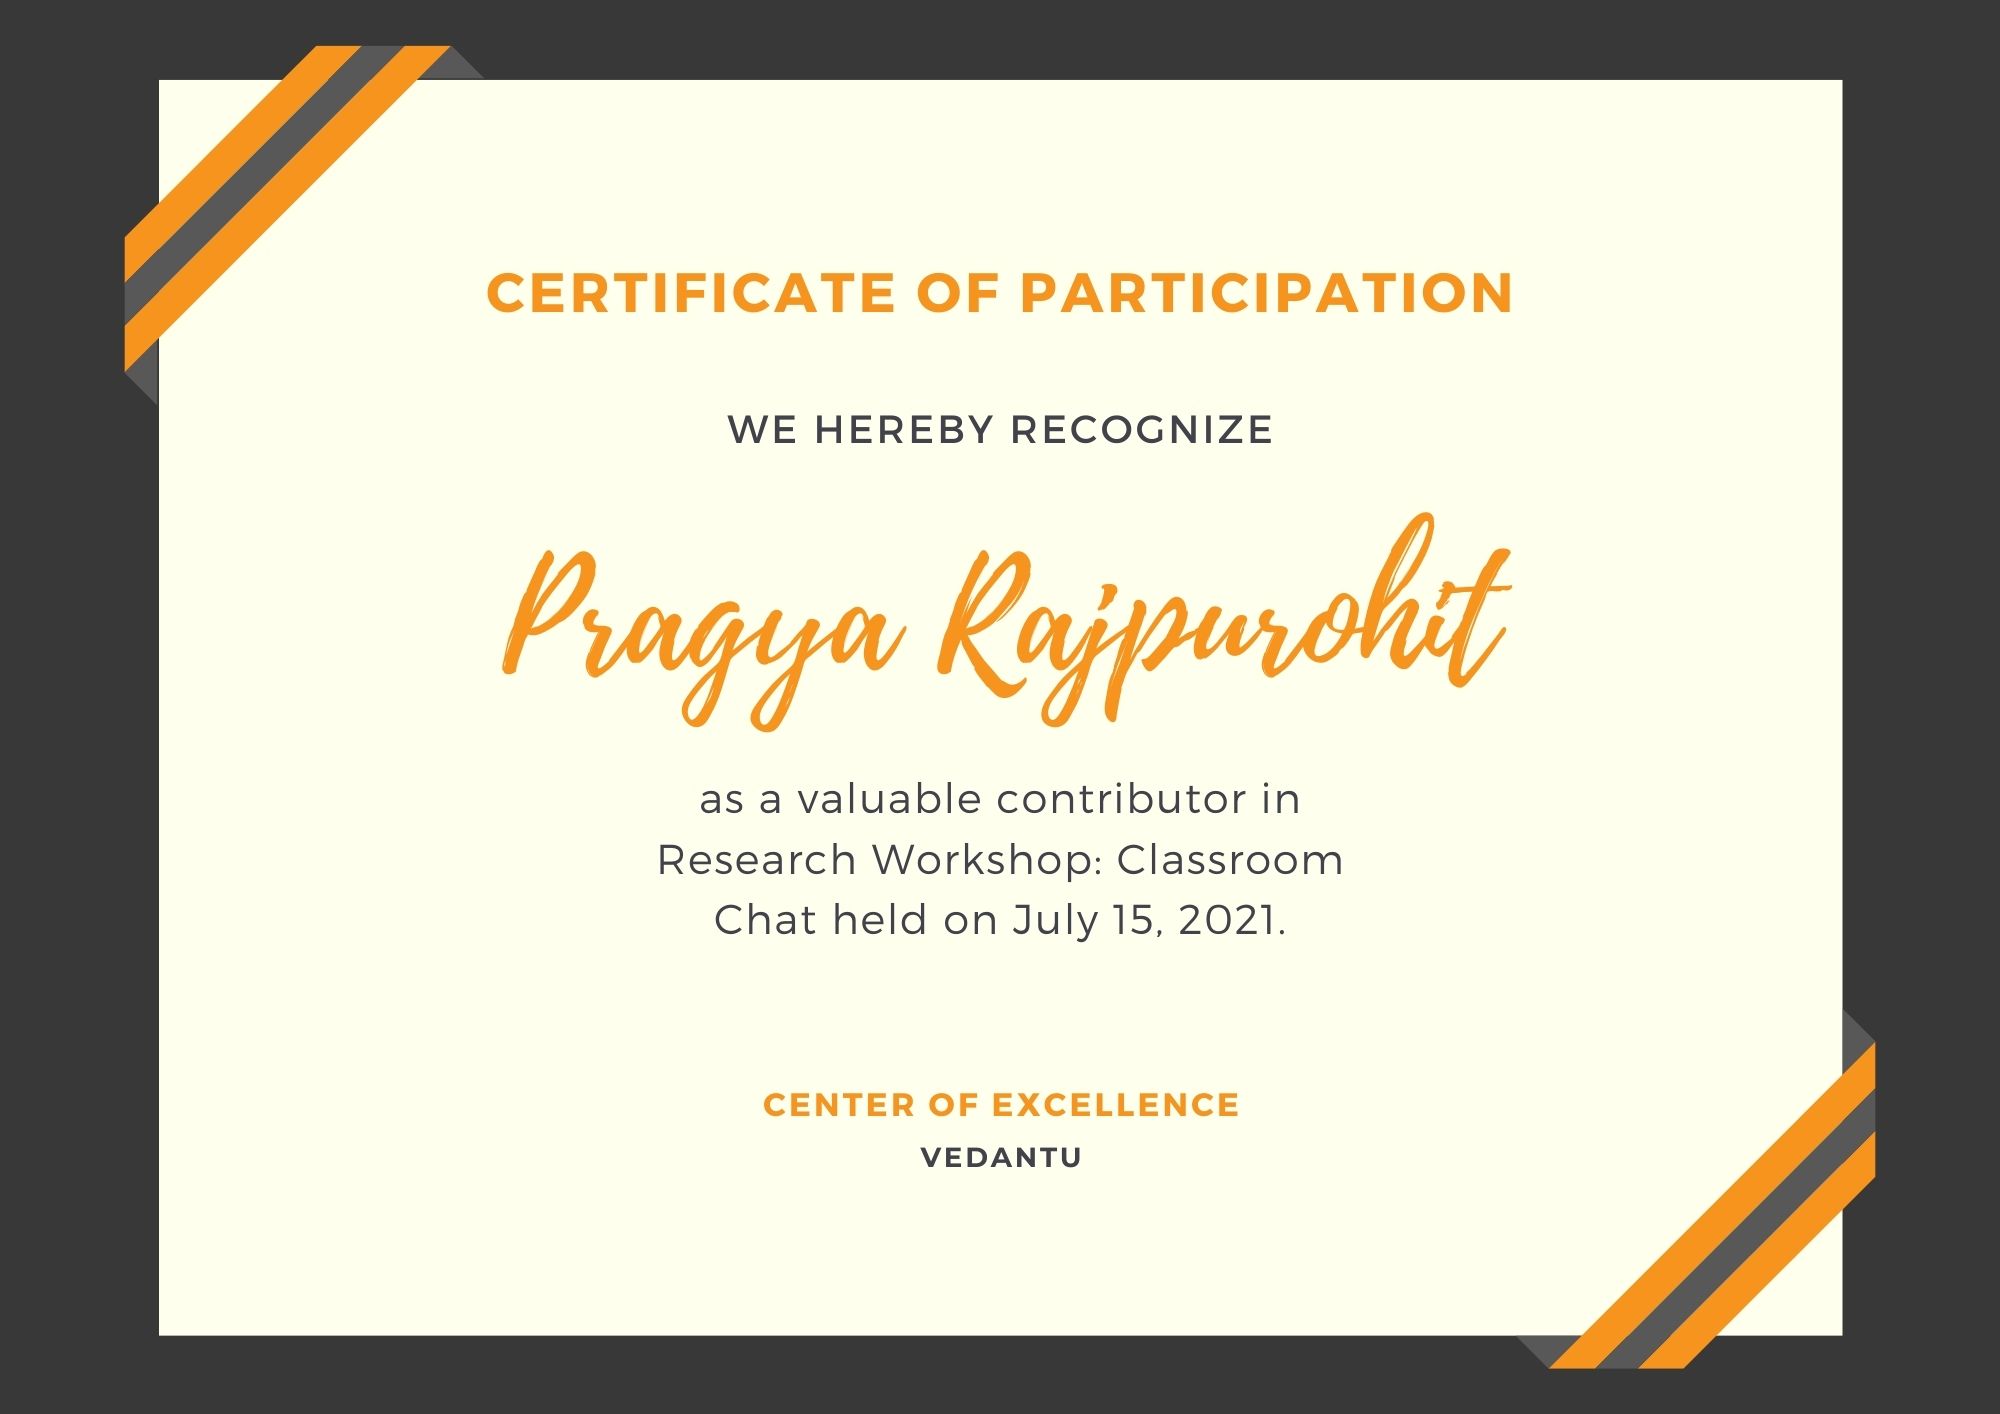 CERTIFICATE OF PARTICIPATION
WE HEREBY RECOGNIZE
Pragya Rajpurohit
as a valuable contributor in
Research Workshop: Classroom
Chat held on July 15, 2021.
CENTER OF EXCELLENCE
VEDANTU